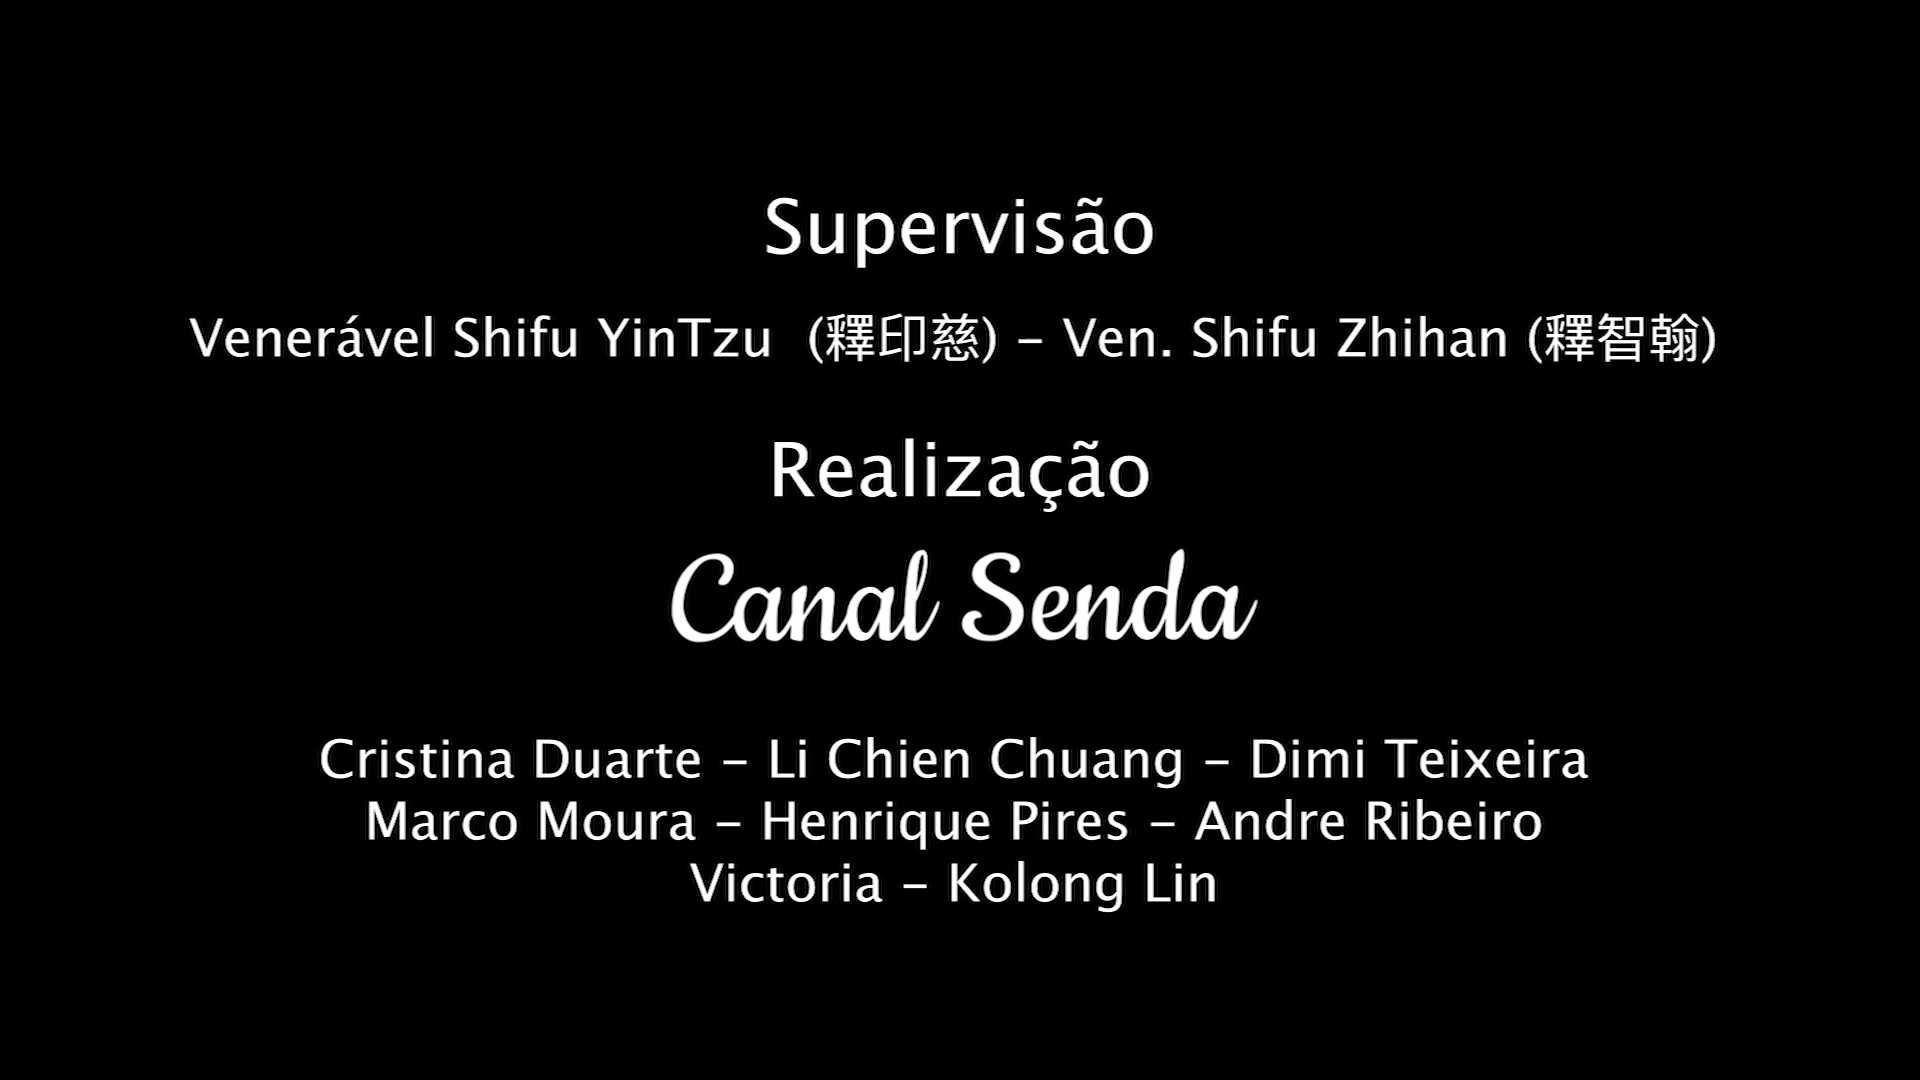 Supervisão
Venerável Shifu YinTzu (釋印慈) - Ven. Shifu Zhihan (釋智翰)
Realização
Canal Senda
Cristina Duarte - Li Chien Chuang - Dimi Teixeira
Marco Moura - Henrique Pires - Andre Ribeiro
Victoria - Kolong Lin